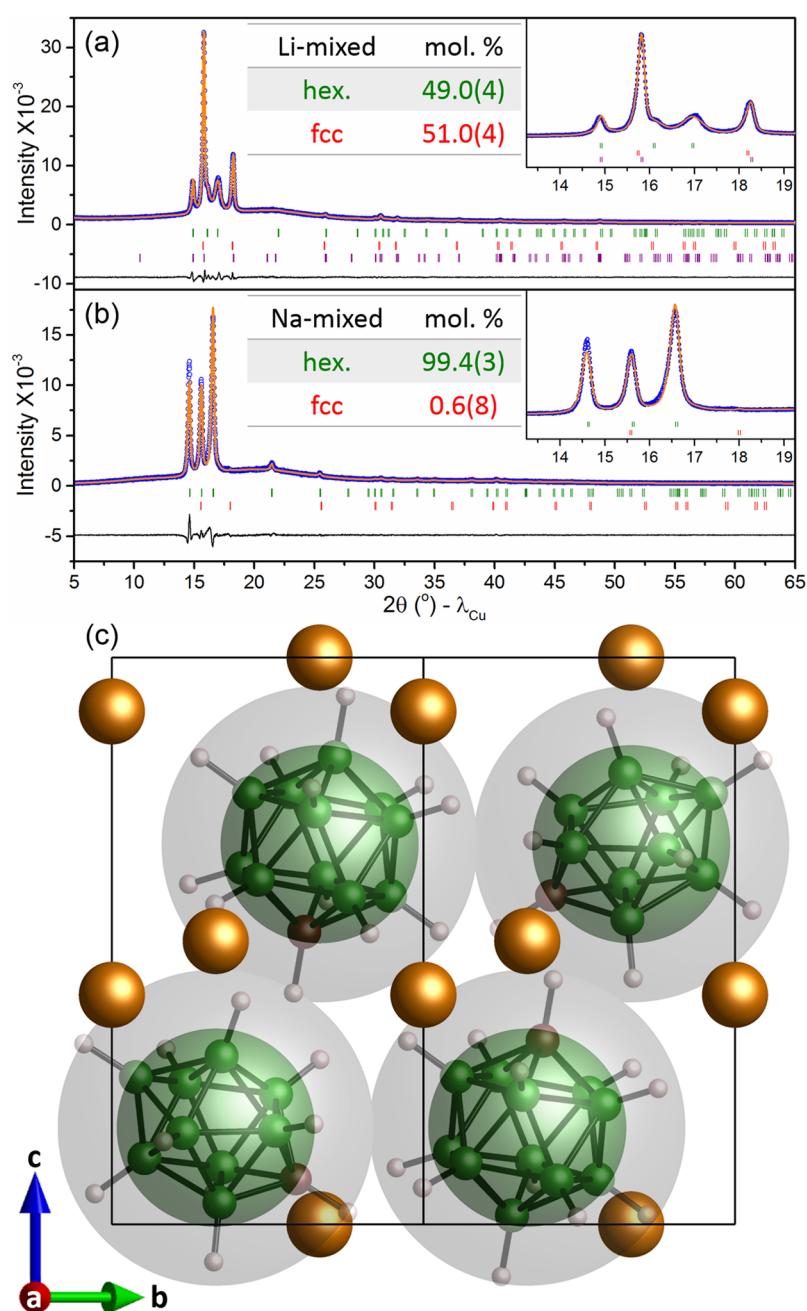 (a)
Li-mixed mol. %
hex. 49.0(4)
fcc 51.0(4)
Intensity X10-3
30
20
10
0
-10
14 15 16 17 18 19
(b)
Na-mixed mol. %
hex. 99.4(3)
fcc 0.6(8)
Intensity X10-3
15
10
5
0
-5
14 15 16 17 18 19
5 10 15 20 25 30 35 40 45 50 55 60 65
2θ (o) - λCu
(c)
c
a b